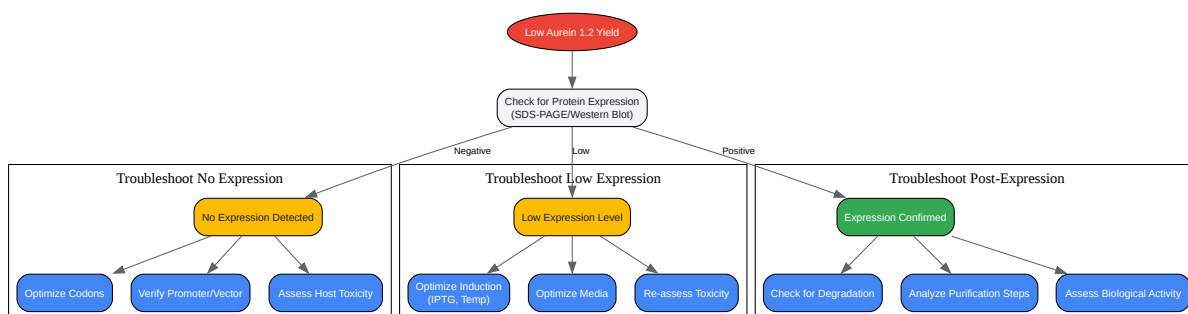 Low Aurein 1.2 Yield
Check for Protein Expression
(SDS-PAGE/Western Blot)
Negative
Low
Positive
Troubleshoot No Expression
Troubleshoot Low Expression
Troubleshoot Post-Expression
No Expression Detected
Low Expression Level
Expression Confirmed
Optimize Codons
Verify Promoter/Vector
Assess Host Toxicity
Optimize Induction
(IPTG, Temp)
Optimize Media
Re-assess Toxicity
Check for Degradation
Analyze Purification Steps
Assess Biological Activity